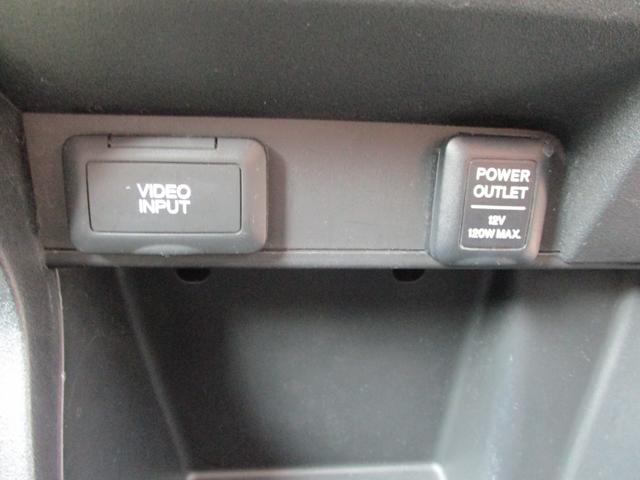 VIDEO
INPUT
POWER
OUTLET
12V
120W MAX.